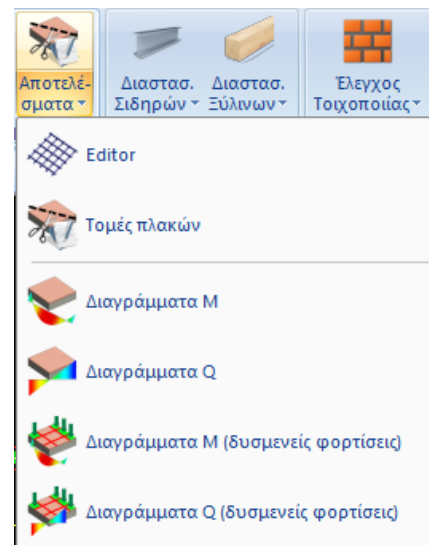 Αποτελέ-
σματα
Διαστασ.
Σιδηρών
Διαστασ.
Ξύλινων
Έλεγχος
Τοιχοποιίας
Editor
Τομές πλακών
Διαγράμματα M
Διαγράμματα Q
Διαγράμματα M (δυσμενείς φορτίσεις)
Διαγράμματα Q (δυσμενείς φορτίσεις)